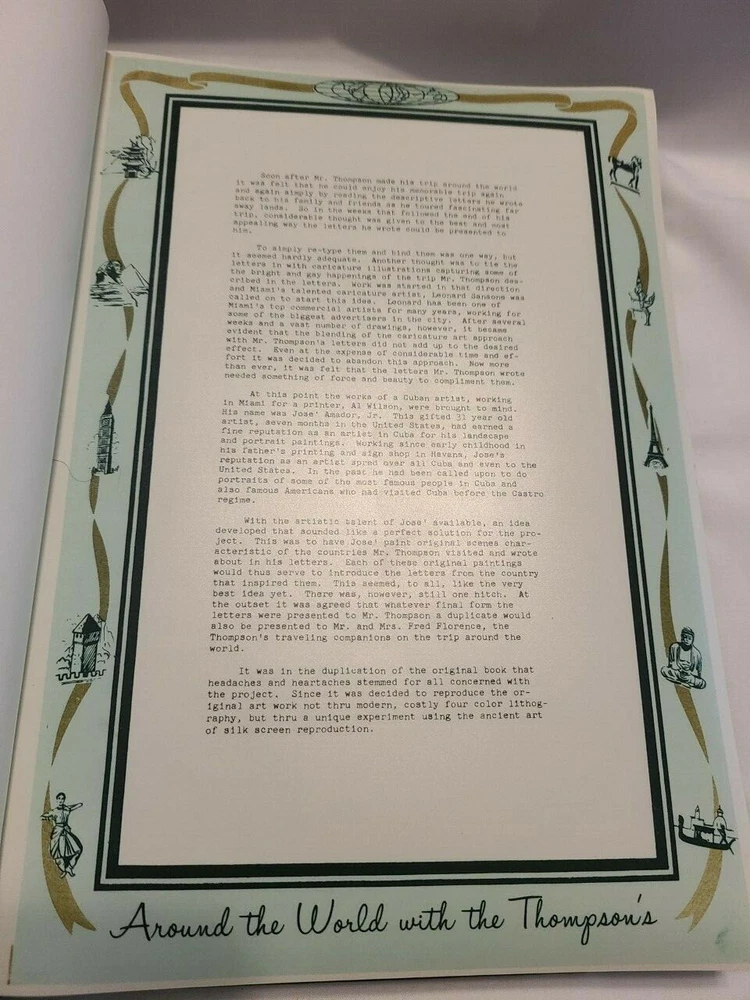 Soon after Mr. Thompson made his trip around the world
it was felt that he could enjoy his memorable trip again
and again simply by reading the descriptive letters he wrote
back to his family and friends as he toured fascinating far
away lands. So in the weeks that followed the end of his
trip, considerable thought was given to the best and most
appealing way the letters he wrote could be presented to
him.
To simply re-type them and bind them was one way, but
it seemed hardly adequate. Another thought was to tie the
letters in with caricature illustrations capturing some of
the bright and gay happenings of the trip Mr. Thompson des-
cribed in the letters. Work was started in that direction
and Miami's talented caricature artist, Leonard Sansone was
called on to start this idea. Leonard has been one of
Miami's top commercial artists for many years, working for
some of the biggest advertisers in the city. After several
weeks and a vast number of drawings, however, it became
evident that the blending of the caricature art approach
with Mr. Thompson's letters did not add up to the desired
effect. Even at the expense of considerable time and ef-
fort it was decided to abandon this approach. Now more
than ever, it was felt that the letters Mr. Thompson wrote
needed something of force and beauty to compliment them.
At this point the works of a Cuban artist, working
in Miami for a printer, Al Wilson, were brought to mind.
His name was Jose' Amador, Jr. This gifted 31 year old
artist, seven months in the United States, had earned a
fine reputation as an artist in Cuba for his landscape
and portrait paintings. Working since early childhood in
his father's printing and sign shop in Havana, Jose's
reputation as an artist spred over all Cuba and even to the
United States. In the past he had been called upon to do
portraits of some of the most famous people in Cuba and
also famous Americans who had visited Cuba before the Castro
regime.
With the artistic talent of Jose' available, an idea
developed that sounded like a perfect solution for the pro-
ject. This was to have Jose' paint original scenes char-
acteristic of the countries Mr. Thompson visited and wrote
about in his letters. Each of these original paintings
would thus serve to introduce the letters from the country
that inspired them. This seemed, to all, like the very
best idea yet. There was, however, still one hitch. At
the outset it was agreed that whatever final form the
letters were presented to Mr. Thompson a duplicate would
also be presented to Mr. and Mrs. Fred Florence, the
Thompson's traveling companions on the trip around the
world.
It was in the duplication of the original book that
headaches and heartaches stemmed for all concerned with
the project. Since it was decided to reproduce the or-
iginal art work not thru modern, costly four color lithog-
raphy, but thru a unique experiment using the ancient art
of silk screen reproduction.
Around the World with the Thompson's